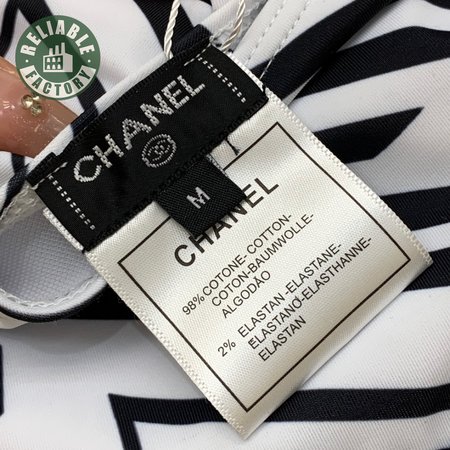 RELIABLE
FACTORY
CHANEL
M
CHANEL
98% COTONE-COTTON-
COTON-BAUMWOLLE-
ALGODÃO
2% ELASTAN-ELASTANE-
ELASTANO-ELASTHANNE-
ELASTAN